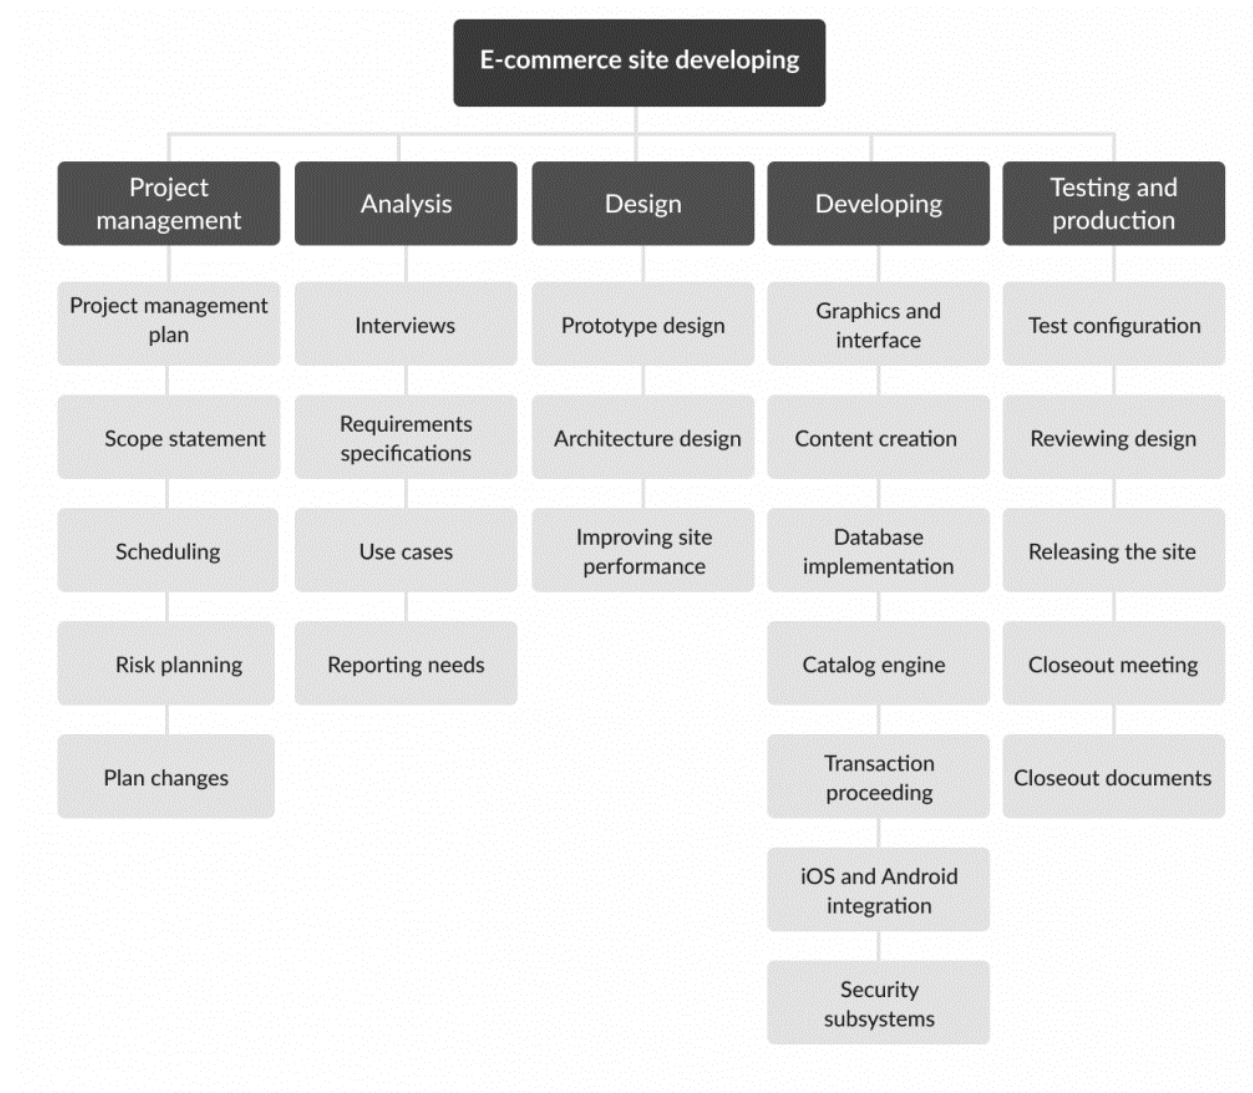 E-commerce site developing
Project
management
Analysis
Design
Developing
Testing and
production
Project management
plan
Scope statement
Scheduling
Risk planning
Plan changes
Interviews
Requirements
specifications
Use cases
Reporting needs
Prototype design
Architecture design
Improving site
performance
Graphics and
interface
Content creation
Database
implementation
Catalog engine
Transaction
proceeding
iOS and Android
integration
Security
subsystems
Test configuration
Reviewing design
Releasing the site
Closeout meeting
Closeout documents